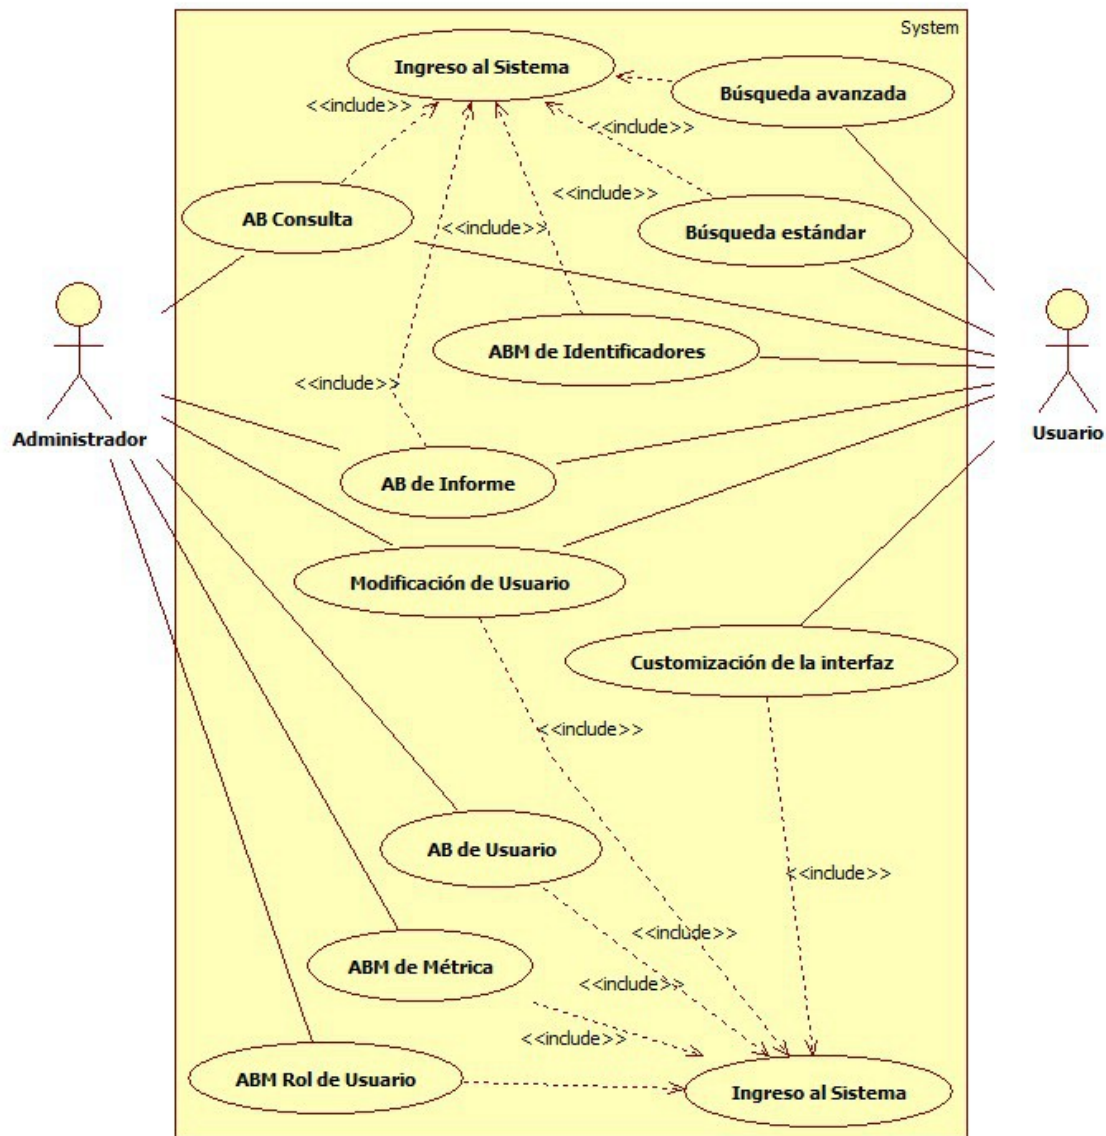 System
Ingreso al Sistema
Búsqueda avanzada
<<include>>
<<include>>
<<include>>
AB Consulta
<<include>>
Búsqueda estándar
ABM de Identificadores
<<include>>
Administrador
Usuario
AB de Informe
Modificación de Usuario
Customización de la interfaz
<<include>>
AB de Usuario
<<include>>
<<include>>
ABM de Métrica
<<include>>
<<include>>
ABM Rol de Usuario
Ingreso al Sistema